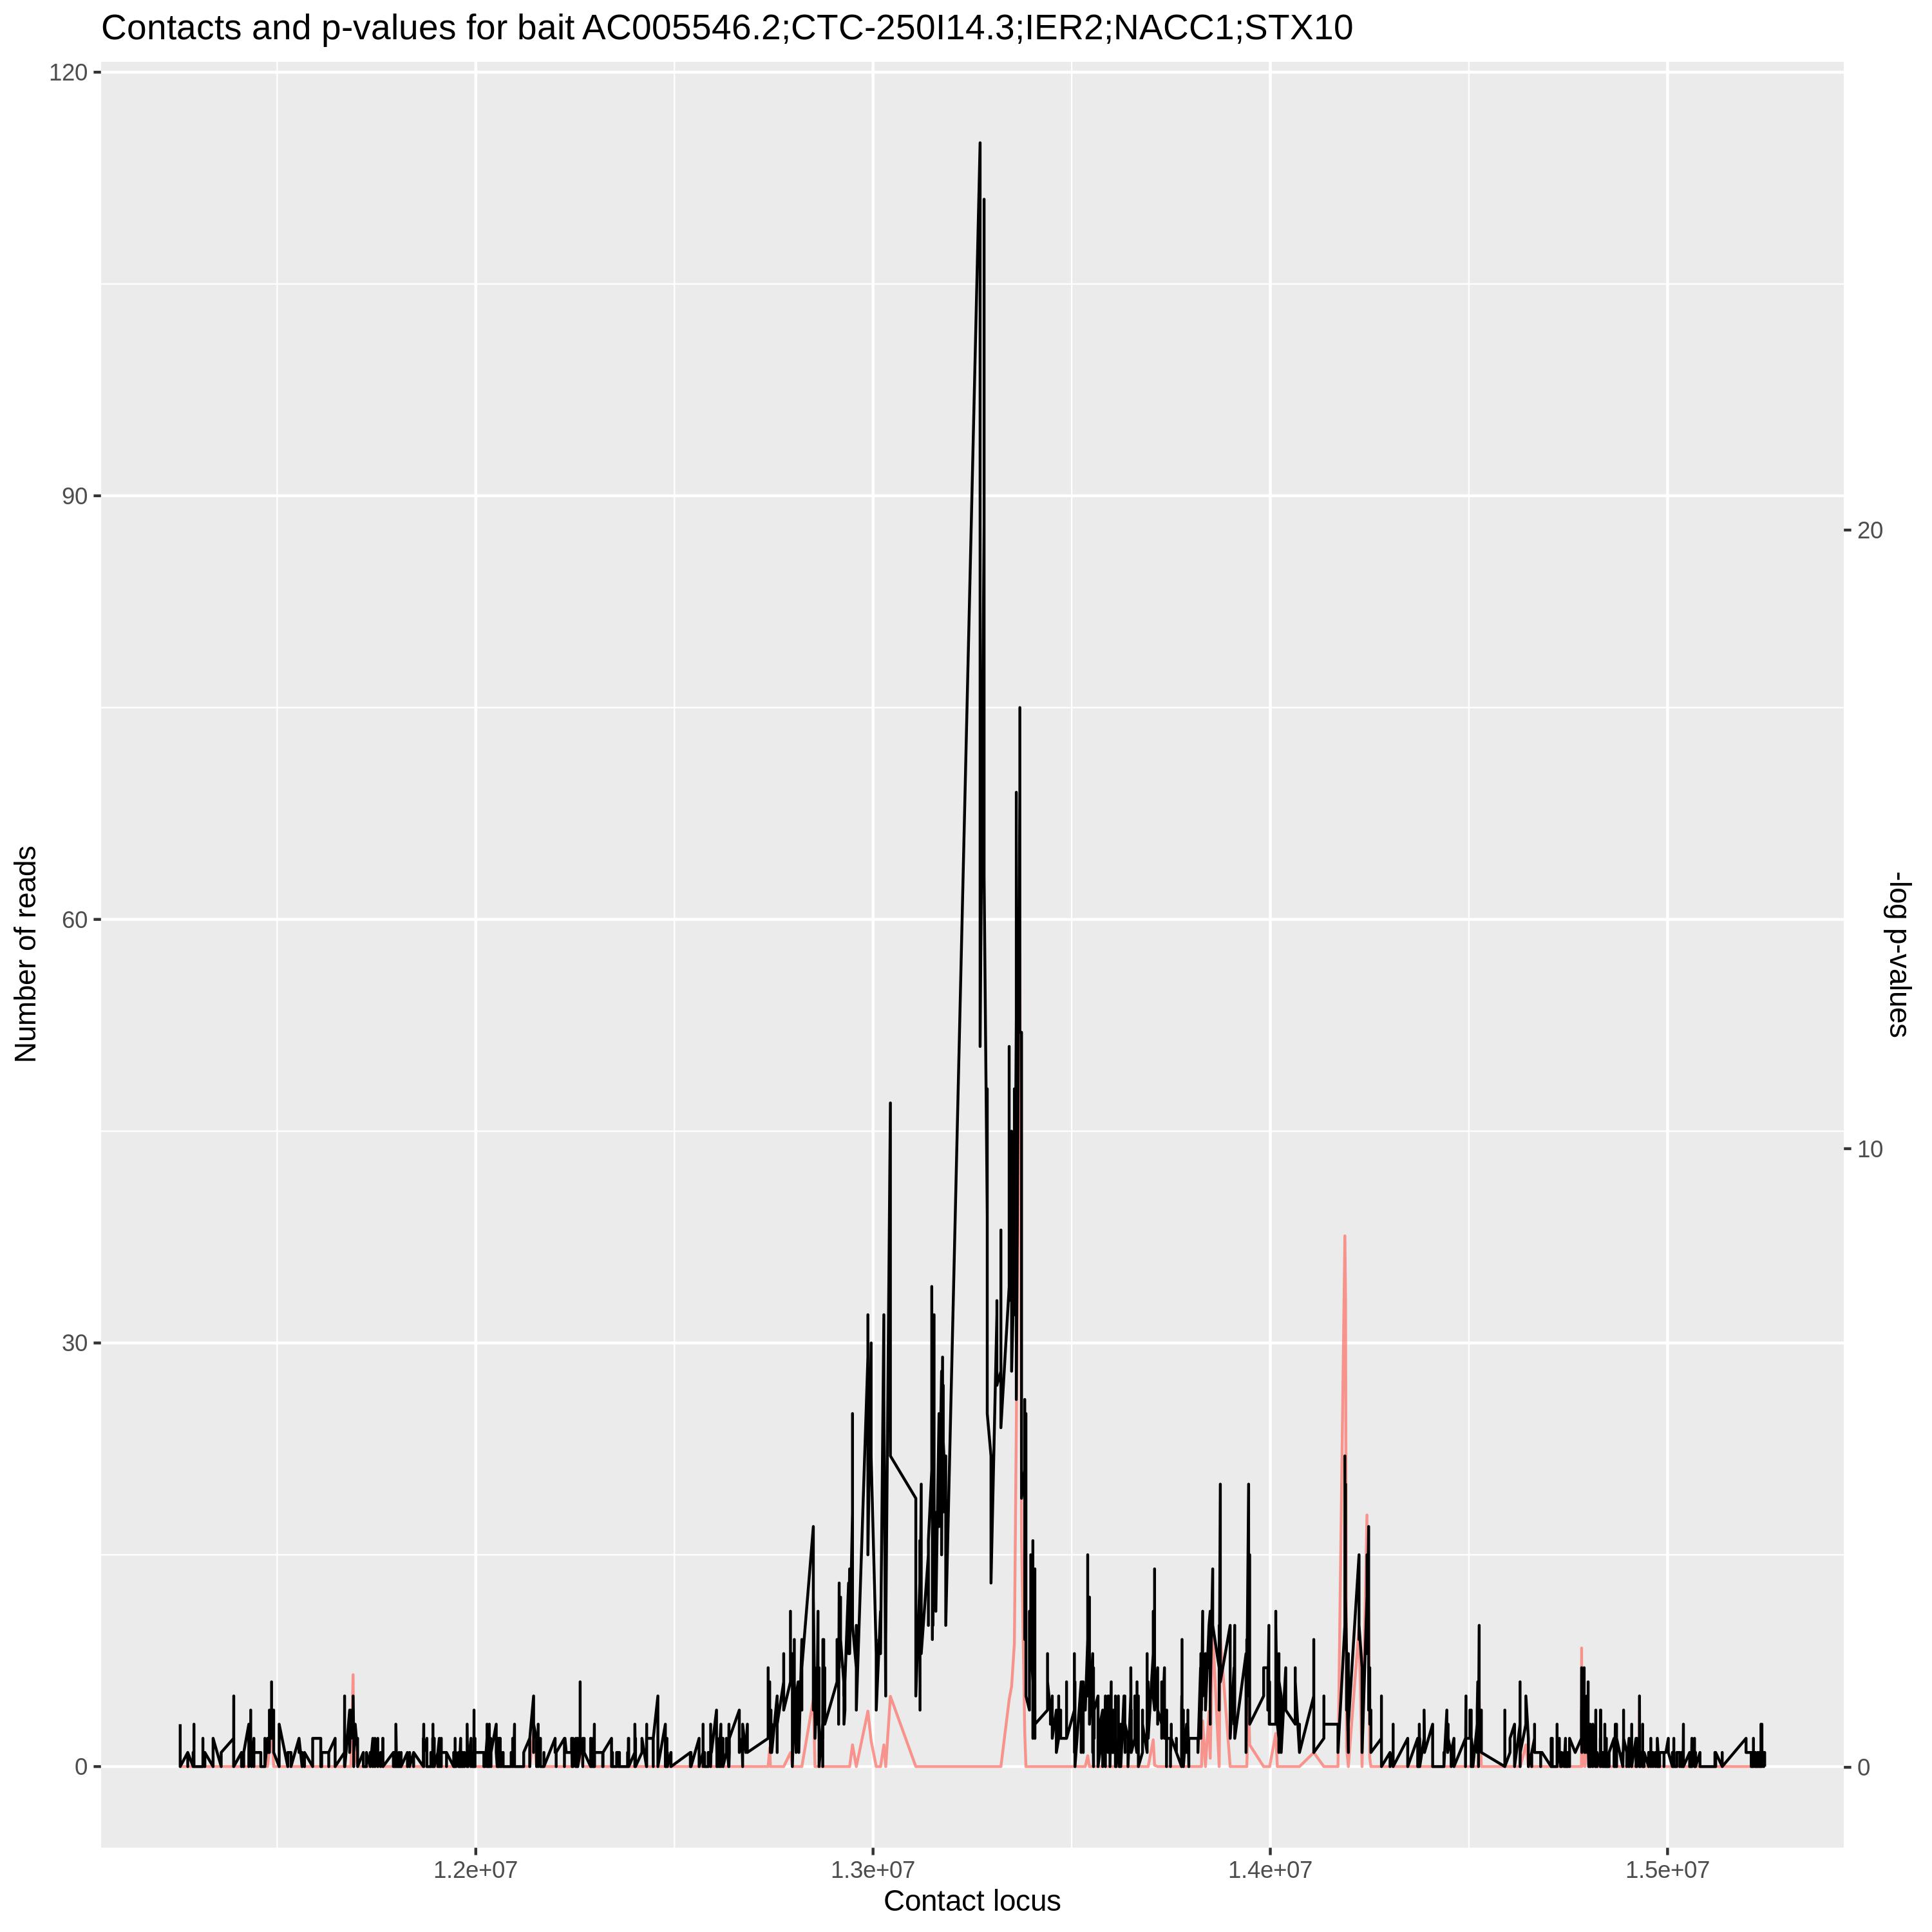 Contacts and p-values for bait AC005546.2;CTC-250I14.3;IER2;NACC1;STX10
120
90
60
30
0
Number of reads
20
10
0
-log p-values
1.2e+07
1.3e+07
1.4e+07
1.5e+07
Contact locus